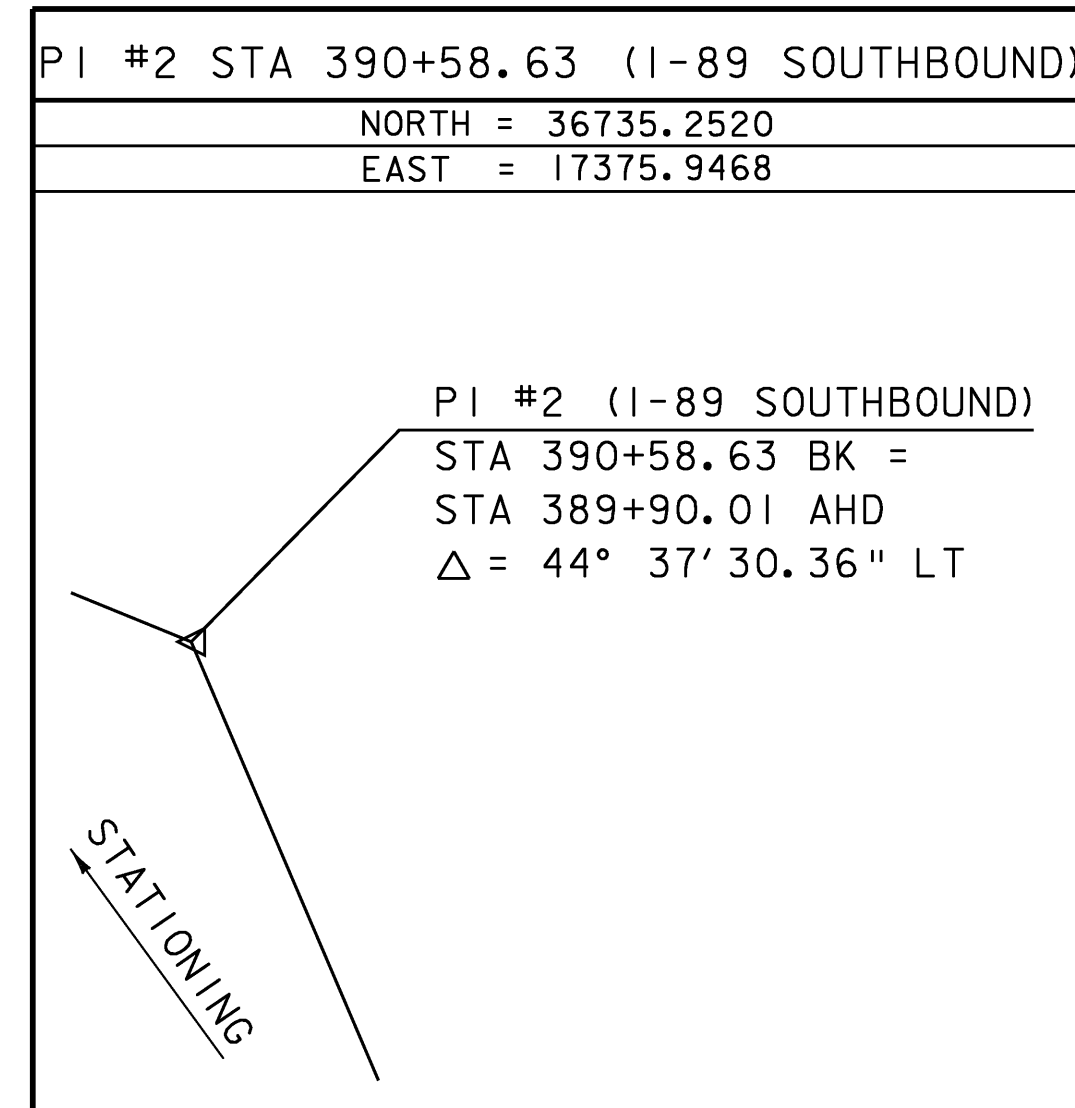 PI #2 STA 390+58.63 (I-89 SOUTHBOUND)
NORTH = 36735.2520
EAST = 17375.9468
PI #2 (I-89 SOUTHBOUND)
STA 390+58.63 BK =
STA 389+90.01 AHD
△ = 44° 37'30.36" LT
STATIONING